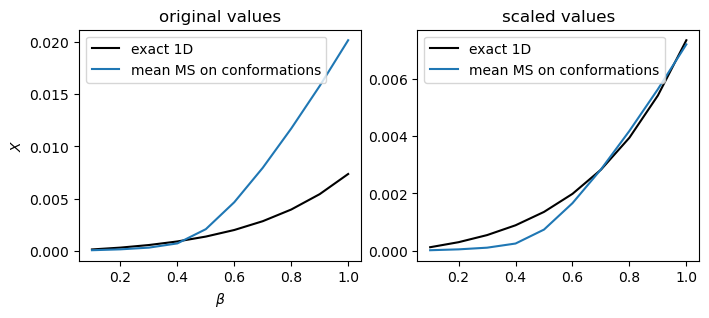 original values
exact 1D
mean MS on conformations
0.020
0.015
0.010
0.005
0.000
X
0.2 0.4 0.6 0.8 1.0
β
scaled values
exact 1D
mean MS on conformations
0.006
0.004
0.002
0.000
0.2 0.4 0.6 0.8 1.0